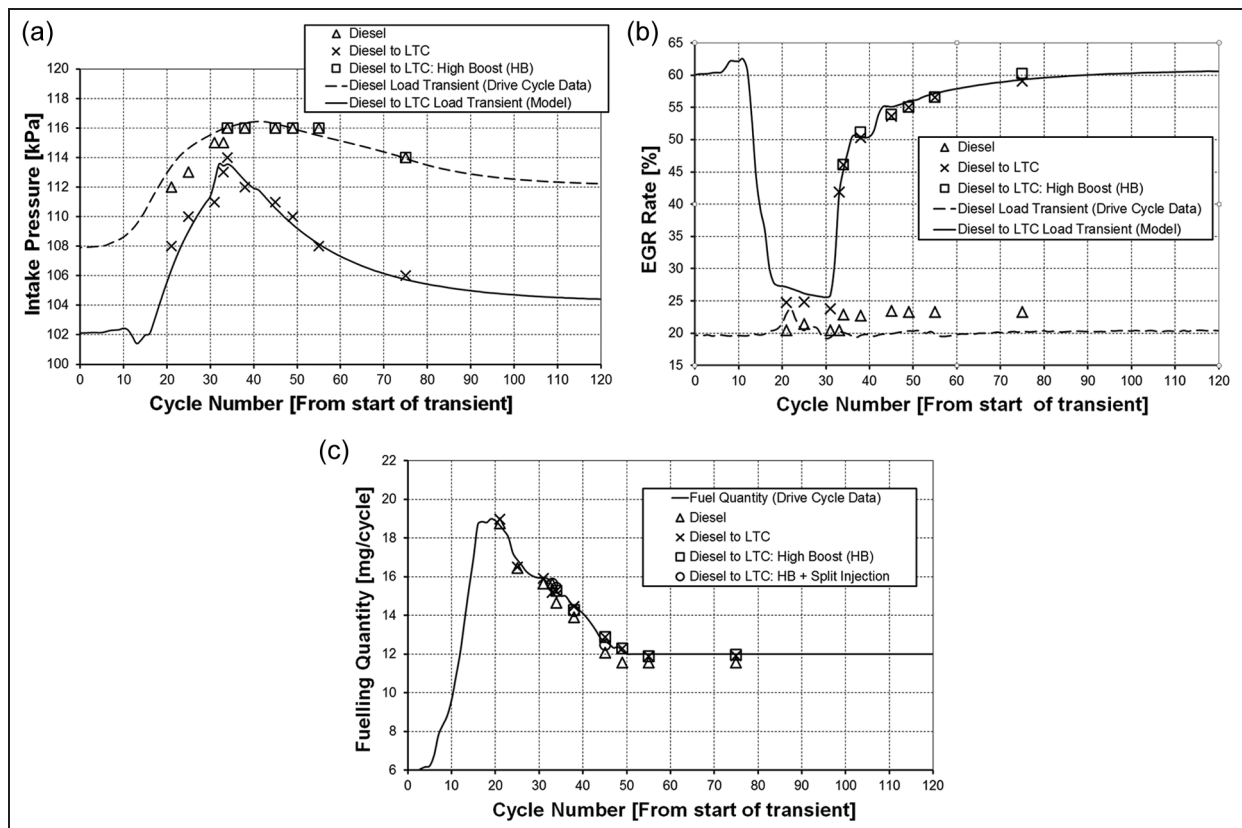 (a)
Diesel
Diesel to LTC
Diesel to LTC: High Boost (HB)
Diesel Load Transient (Drive Cycle Data)
Diesel to LTC Load Transient (Model)
Intake Pressure [kPa]
120
118
116
114
112
110
108
106
104
102
100
0 10 20 30 40 50 60 70 80 90 100 110 120
Cycle Number [From start of transient]
(b)
EGR Rate [%]
65
60
55
50
45
40
35
30
25
20
15
Diesel
Diesel to LTC
Diesel to LTC: High Boost (HB)
Diesel Load Transient (Drive Cycle Data)
Diesel to LTC Load Transient (Model)
0 10 20 30 40 50 60 70 80 90 100 110 120
Cycle Number [From start of transient]
(c)
Fuelling Quantity [mg/cycle]
22
20
18
16
14
12
10
8
6
Fuel Quantity (Drive Cycle Data)
Diesel
Diesel to LTC
Diesel to LTC: High Boost (HB)
Diesel to LTC: HB + Split Injection
0 10 20 30 40 50 60 70 80 90 100 110 120
Cycle Number [From start of transient]